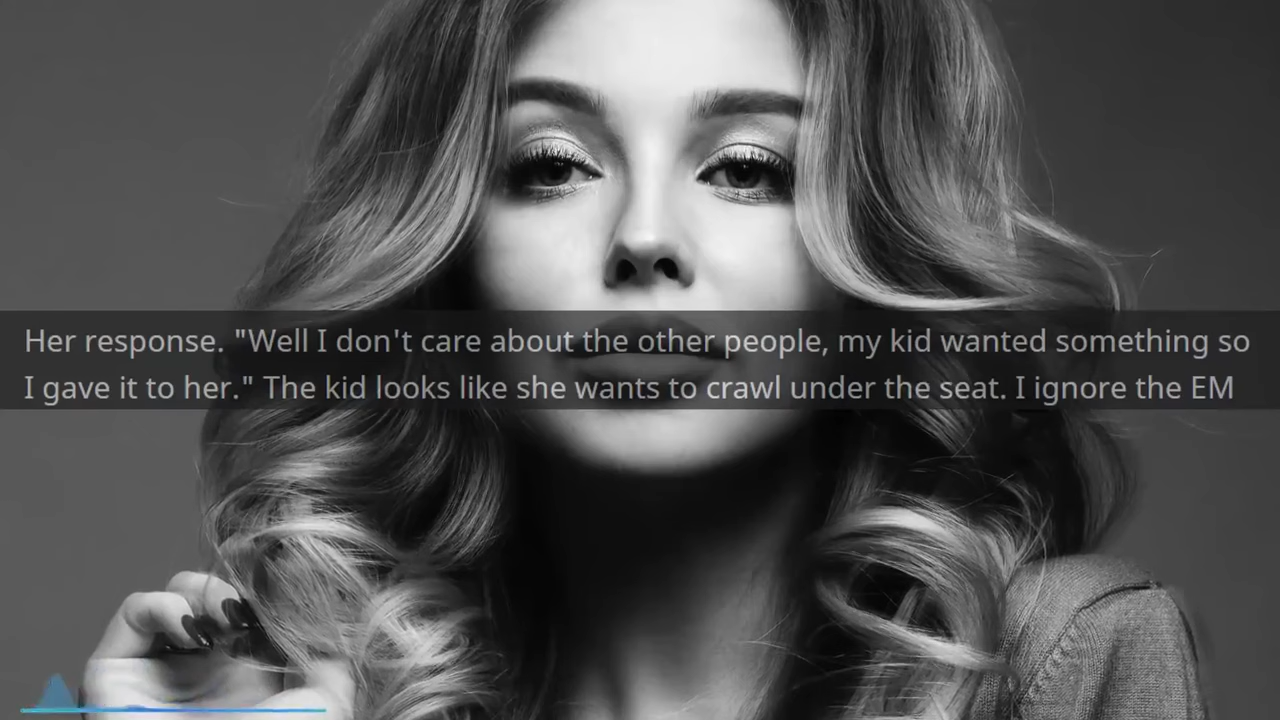 Her response. "Well I don't care about the other people, my kid wanted something so
I gave it to her." The kid looks like she wants to crawl under the seat. I ignore the EM